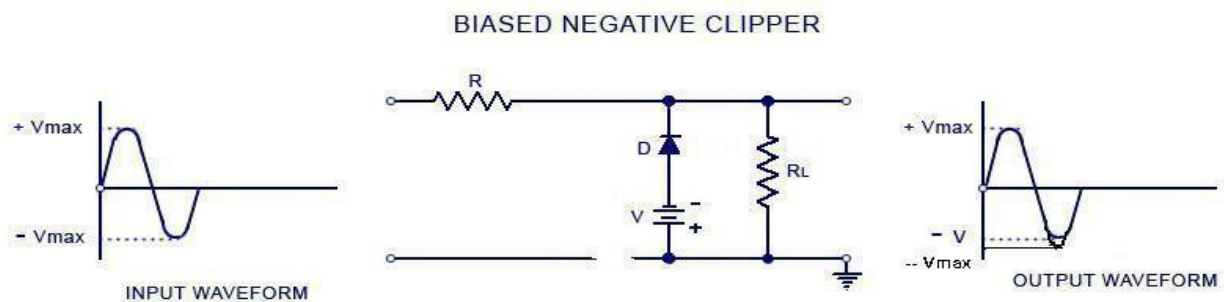 BIASED NEGATIVE CLIPPER
R
+ Vmax
- Vmax
INPUT WAVEFORM
D
V
-
+
RL
+ Vmax
- V
-- Vmax
OUTPUT WAVEFORM